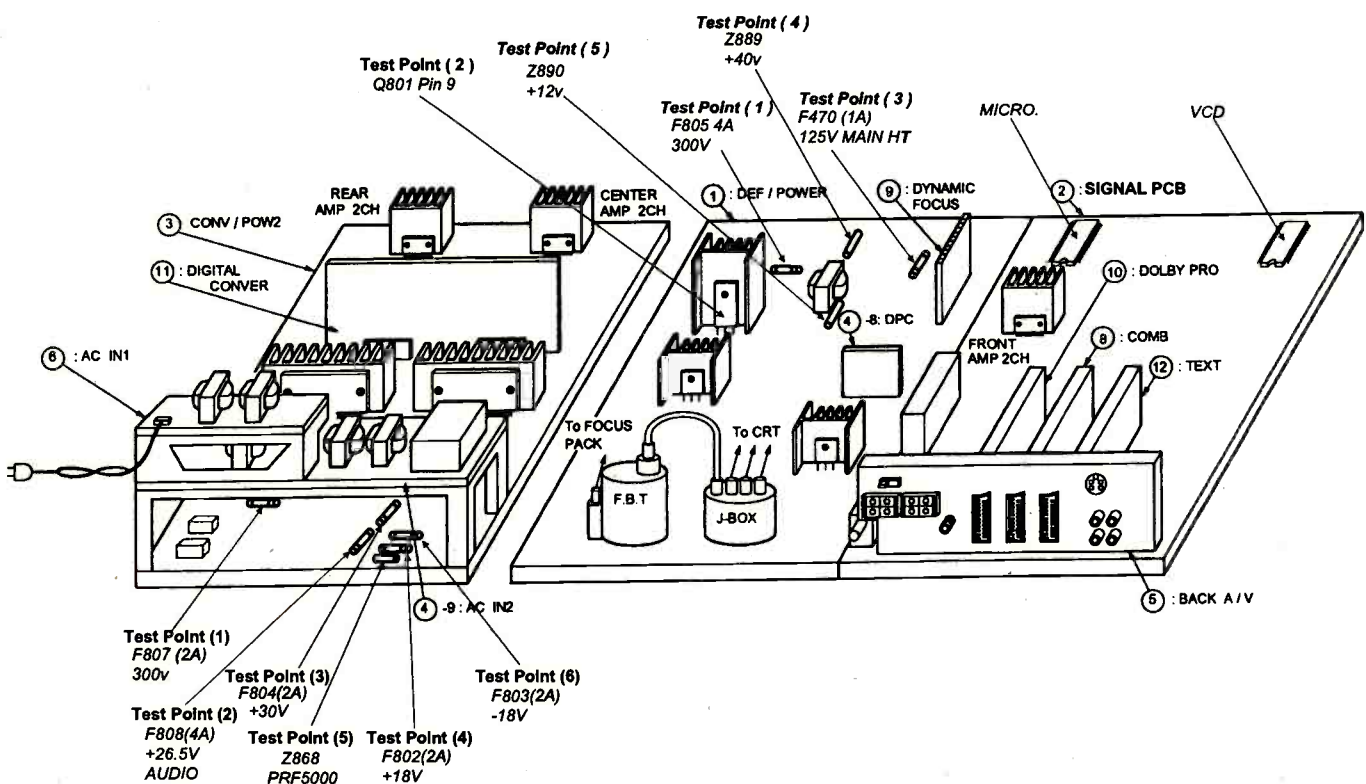 Test Point ( 4 )
Z889
+40v
Test Point ( 5 )
Z890
+12v
Test Point ( 2 )
Q801 Pin 9
Test Point ( 1 )
F805 4A
300V
Test Point ( 3 )
F470 (1A)
125V MAIN HT
MICRO.
VCD
REAR
AMP 2CH
CENTER
AMP 2CH
1 : DEF / POWER
9 : DYNAMIC
FOCUS
2 : SIGNAL PCB
3 CONV / POW2
11 : DIGITAL
CONVER
10 : DOLBY PRO
4 -8: DPC
6 : AC IN1
FRONT
AMP 2CH
8 : COMB
12 : TEXT
To FOCUS
PACK
To CRT
F.B.T
J-BOX
4 -9: AC IN2
5 : BACK A / V
Test Point (1)
F807 (2A)
300v
Test Point (3)
F804(2A)
+30V
Test Point (6)
F803(2A)
-18V
Test Point (2)
F808(4A)
+26.5V
AUDIO
Test Point (5)
Z868
PRF5000
Test Point (4)
F802(2A)
+18V